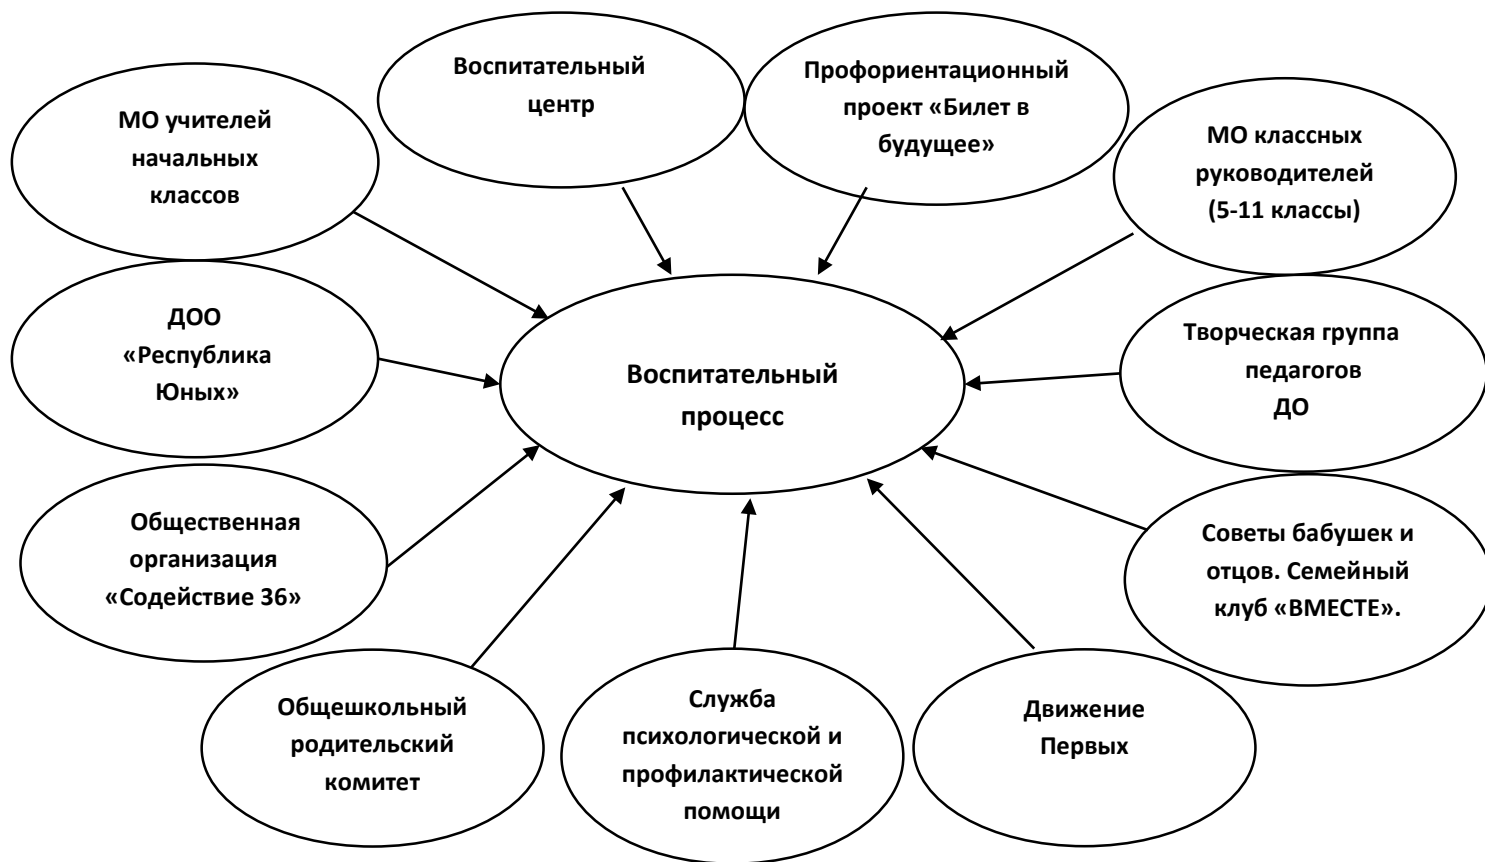 Воспитательный
центр
Профориентационный
проект «Билет в
будущее»
МО учителей
начальных
классов
МО классных
руководителей
(5-11 классы)
ДОО
«Республика
Юных»
Воспитательный
процесс
Творческая группа
педагогов
ДО
Общественная
организация
«Содействие 36»
Советы бабушек и
отцов. Семейный
клуб «ВМЕСТЕ».
Общешкольный
родительский
комитет
Служба
психологической и
профилактической
помощи
Движение
Первых